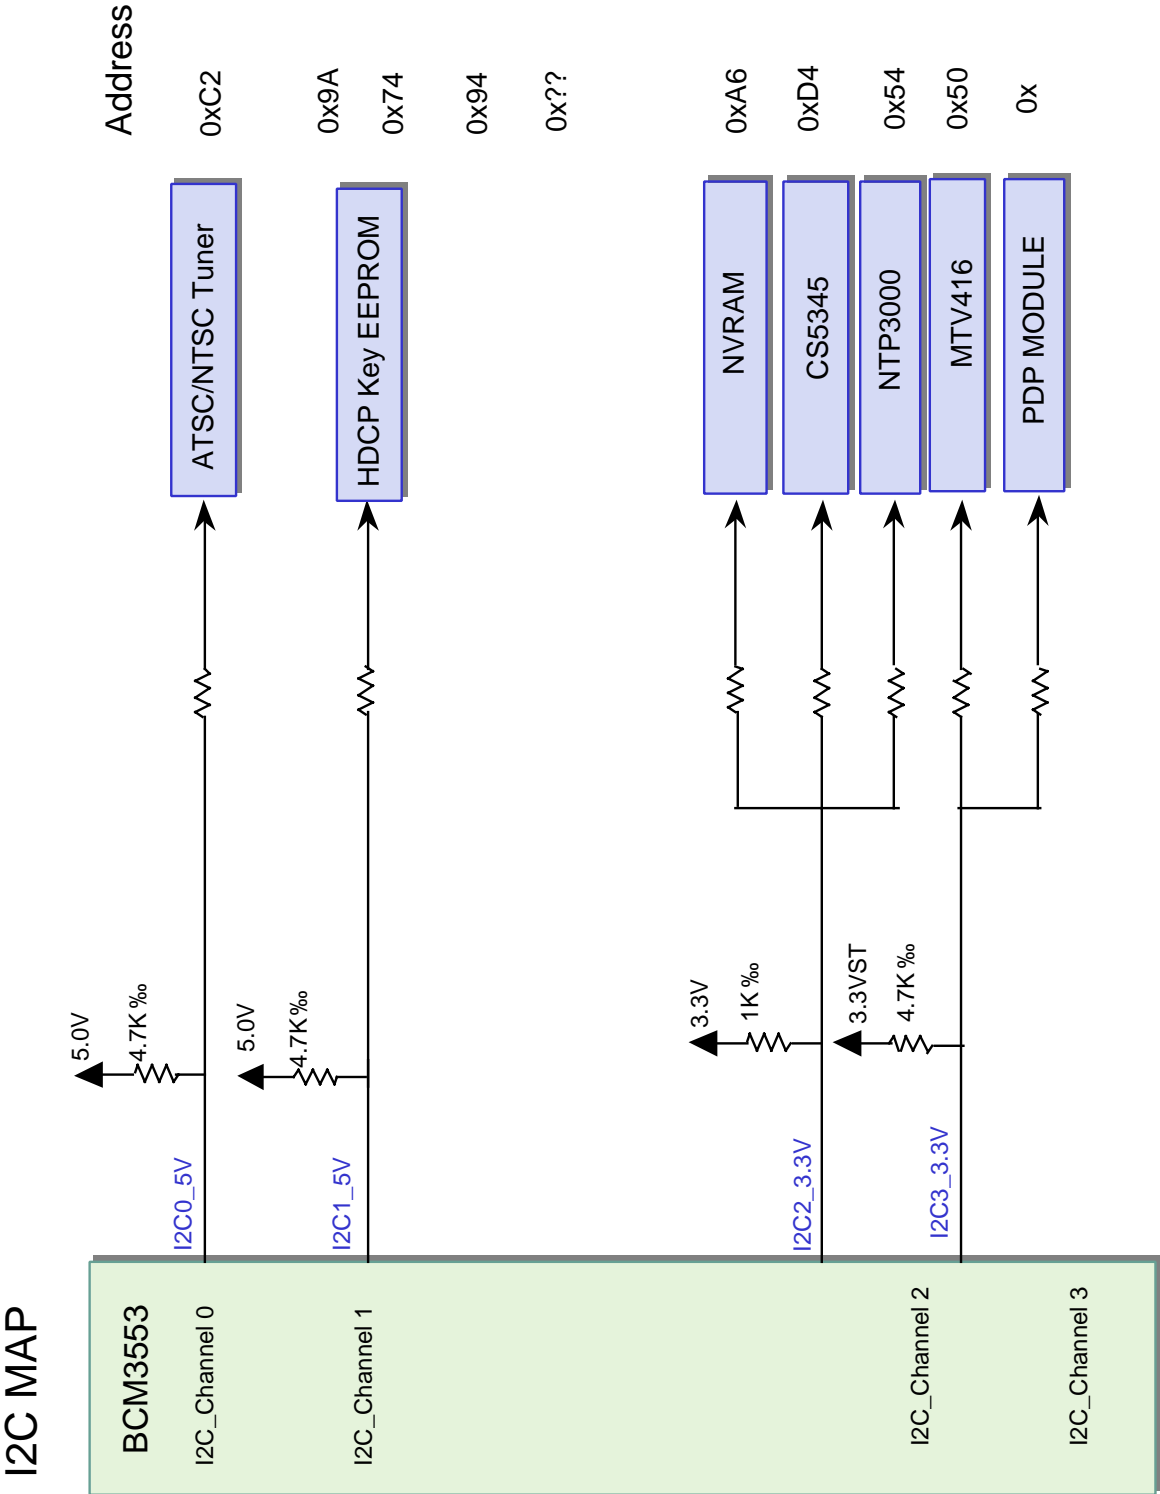 I2C MAP
BCM3553
I2C_Channel 0
I2C_Channel 1
I2C_Channel 2
I2C_Channel 3
I2C0_5V
I2C1_5V
I2C2_3.3V
I2C3_3.3V
5.0V
4.7K‰
5.0V
4.7K‰
3.3V
1K‰
3.3VST
4.7K‰
ATSC/NTSC Tuner
HDCP Key EEPROM
NVRAM
CS5345
NTP3000
MTV416
PDP MODULE
Address
0xC2
0x9A
0x74
0x94
0x??
0xA6
0xD4
0x54
0x50
0x